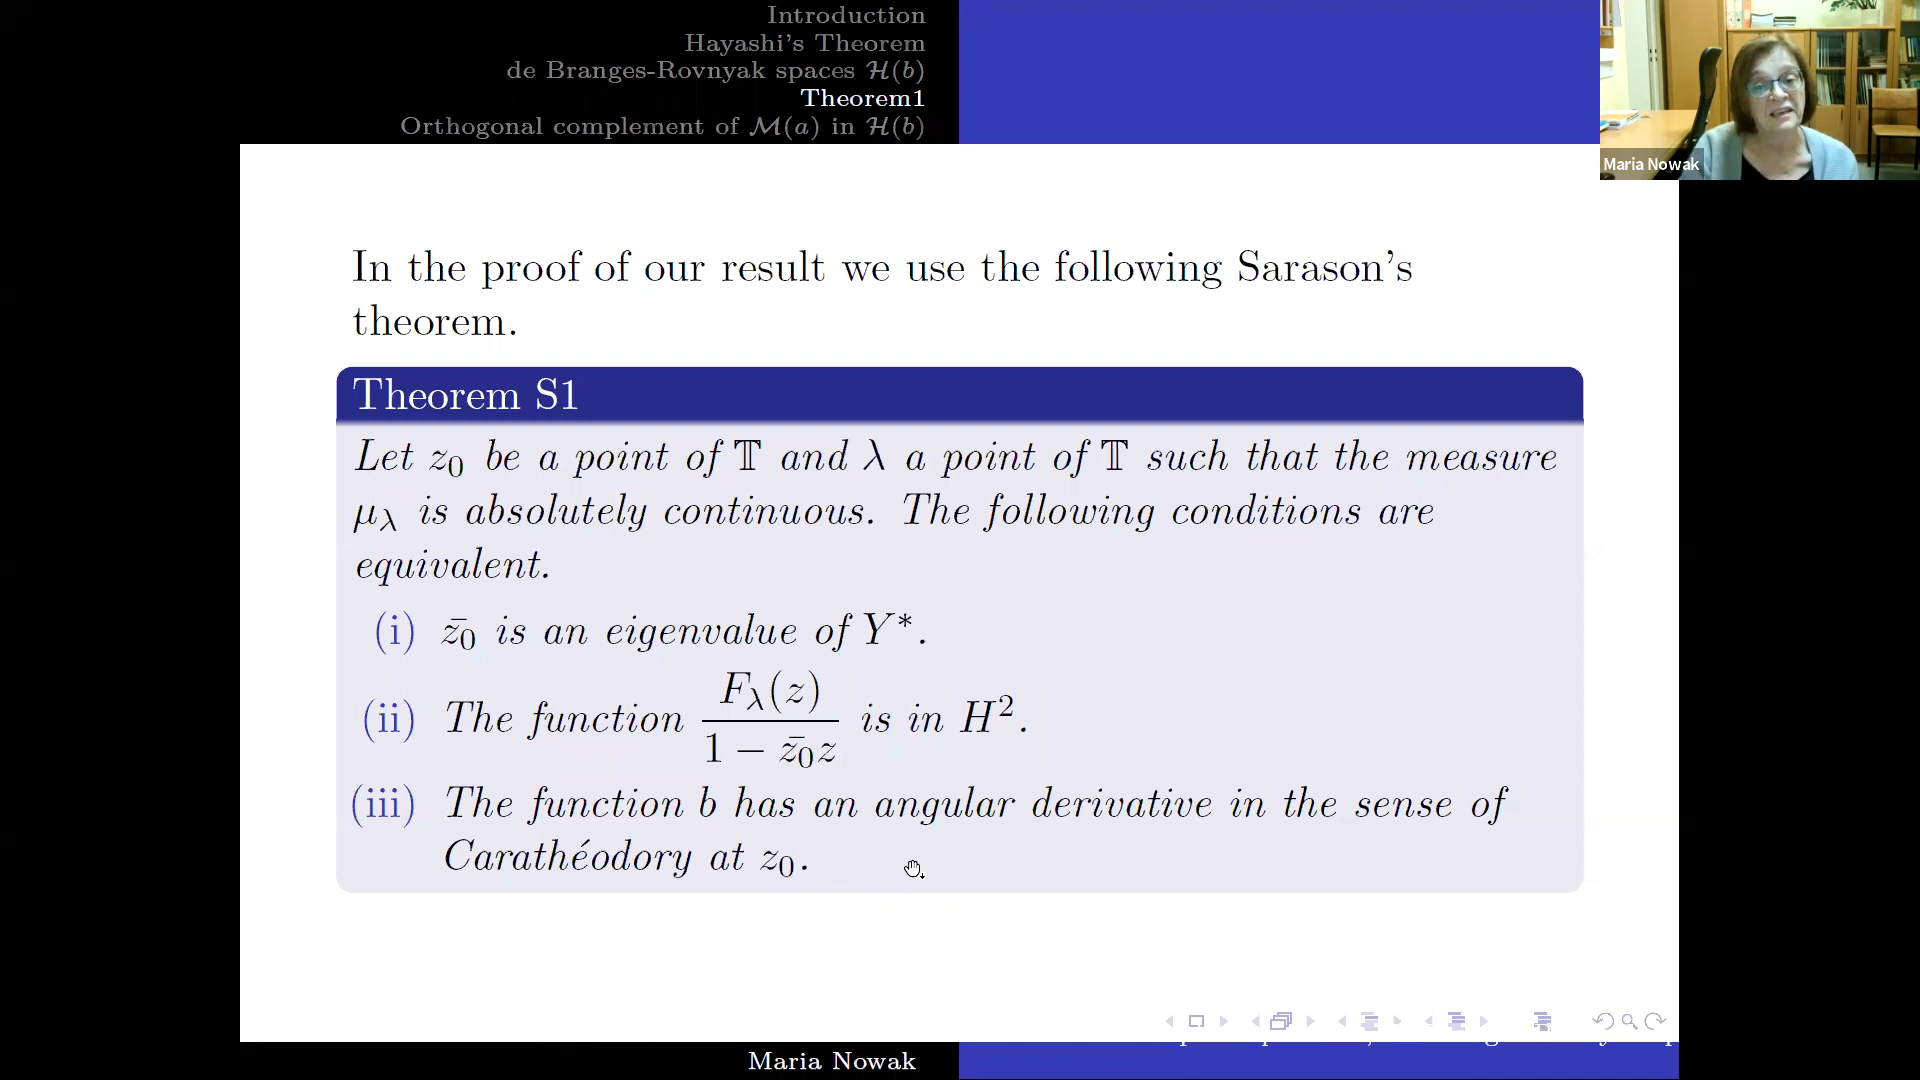 Introduction
Hayashi's Theorem
de Branges-Rovnyak spaces ℋ(b)
Theorem1
Orthogonal complement of ℳ(a) in ℋ(b)
Maria Nowak
In the proof of our result we use the following Sarason's
theorem.
Theorem S1
Let z₀ be a point of 𝕋 and λ a point of 𝕋 such that the measure
μ_λ is absolutely continuous. The following conditions are
equivalent.
(i) z̄₀ is an eigenvalue of Y*.
(ii) The function F_λ(z) / (1 − z̄₀z) is in H².
(iii) The function b has an angular derivative in the sense of
Carathéodory at z₀.
Maria Nowak